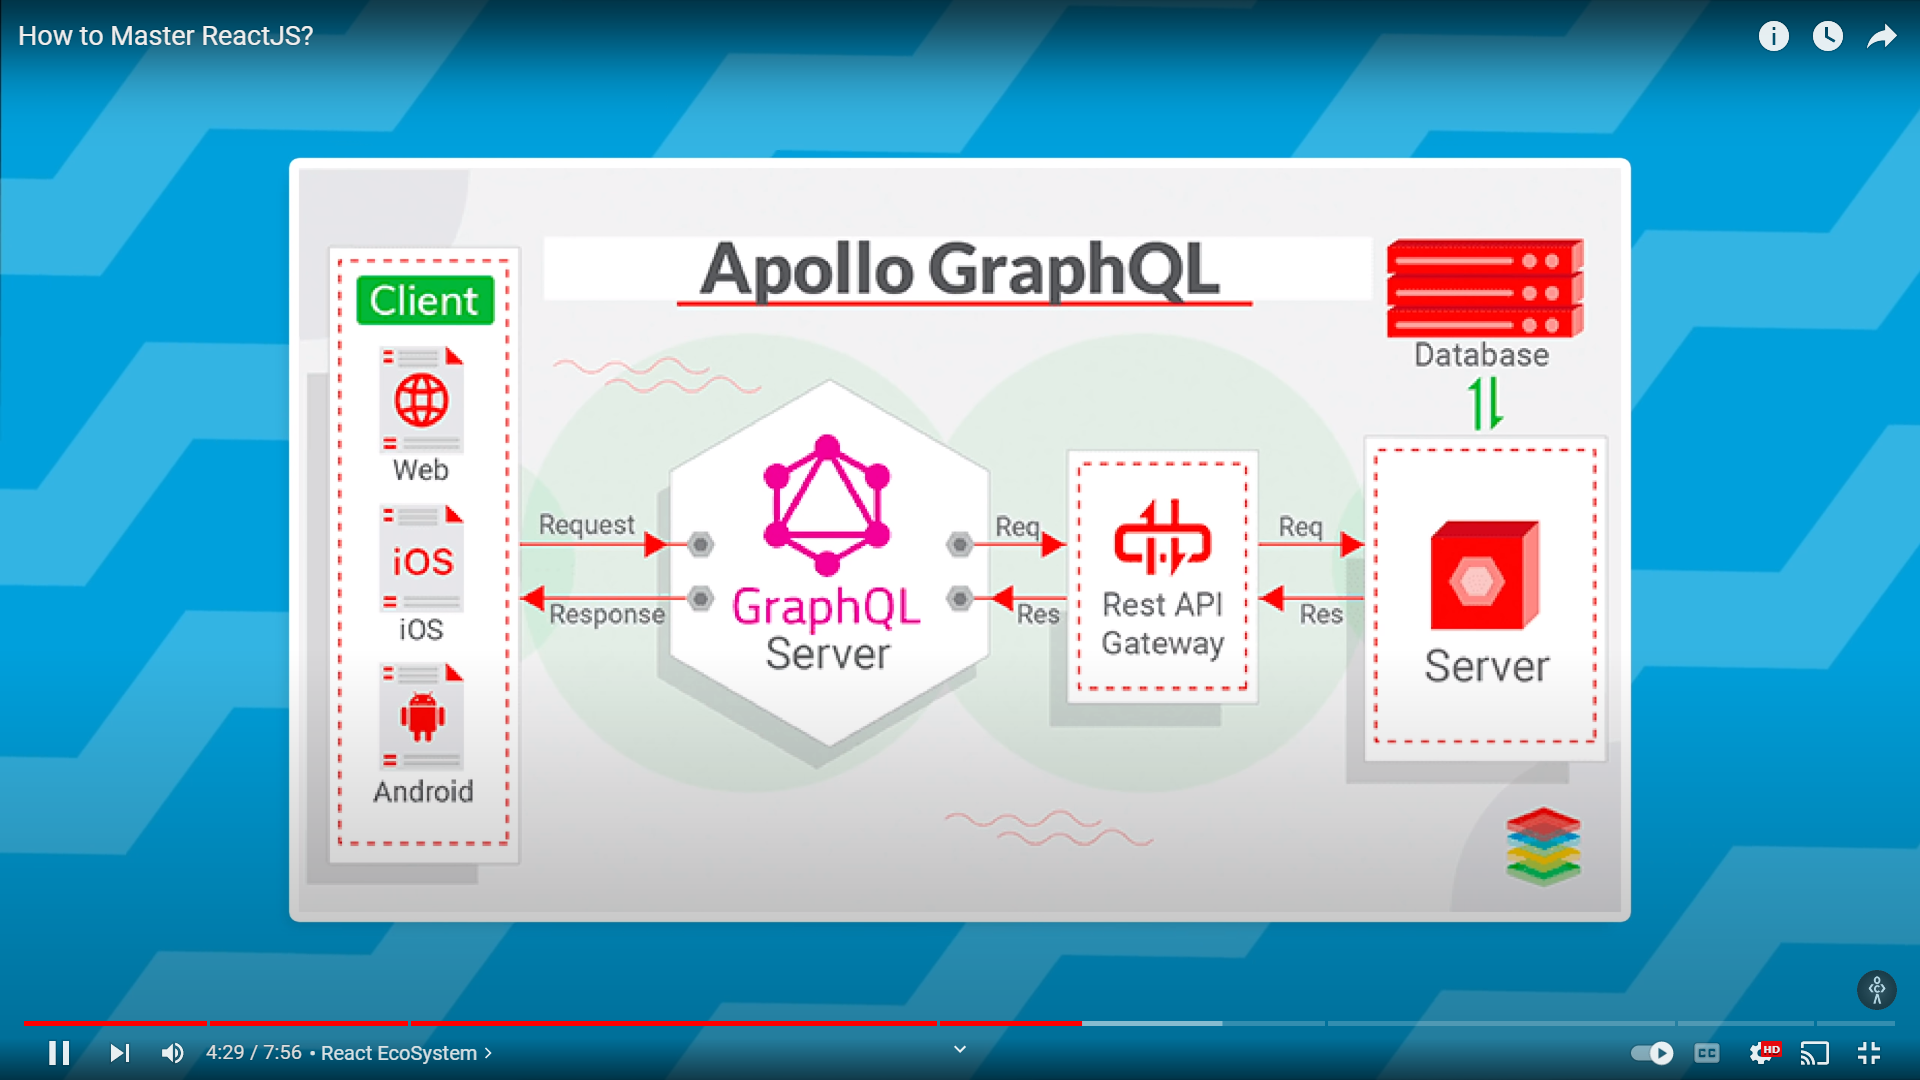 How to Master ReactJS?
Apollo GraphQL
Client
Web
iOS
iOS
Android
Request
Response
GraphQL
Server
Req
Res
Rest API
Gateway
Req
Res
Database
Server
4:29 / 7:56 • React EcoSystem >
CC
HD